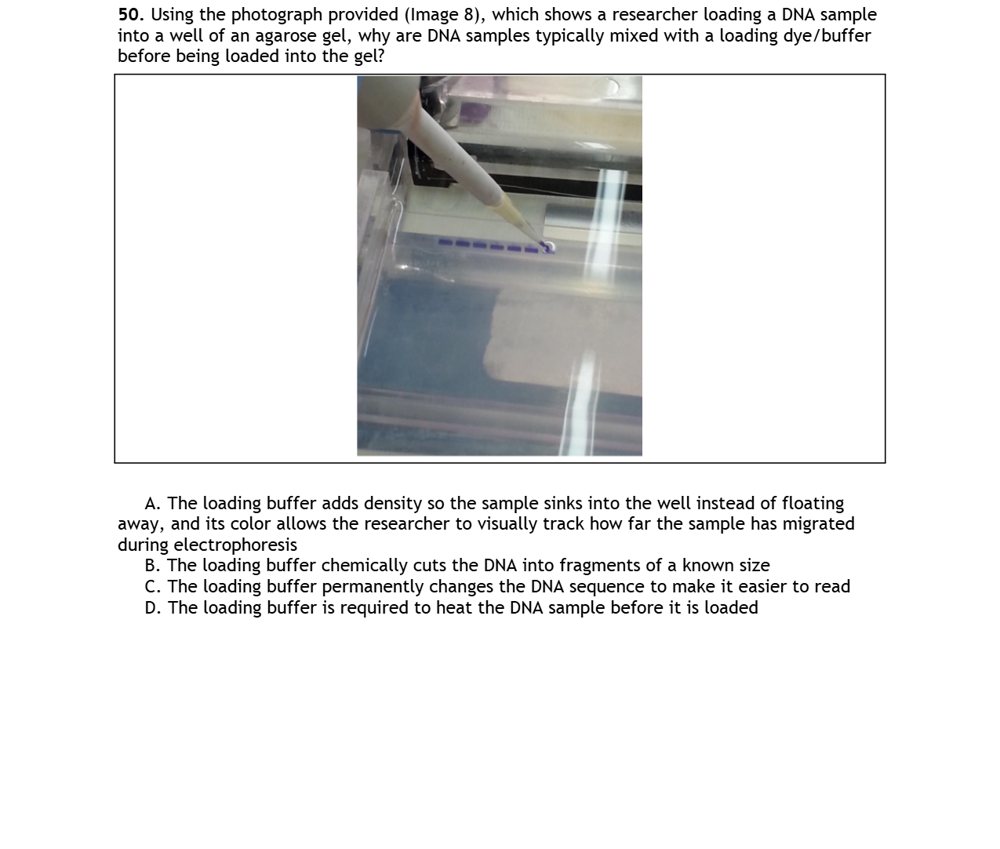 50. Using the photograph provided (Image 8), which shows a researcher loading a DNA sample
into a well of an agarose gel, why are DNA samples typically mixed with a loading dye/buffer
before being loaded into the gel?
A. The loading buffer adds density so the sample sinks into the well instead of floating
away, and its color allows the researcher to visually track how far the sample has migrated
during electrophoresis
B. The loading buffer chemically cuts the DNA into fragments of a known size
C. The loading buffer permanently changes the DNA sequence to make it easier to read
D. The loading buffer is required to heat the DNA sample before it is loaded